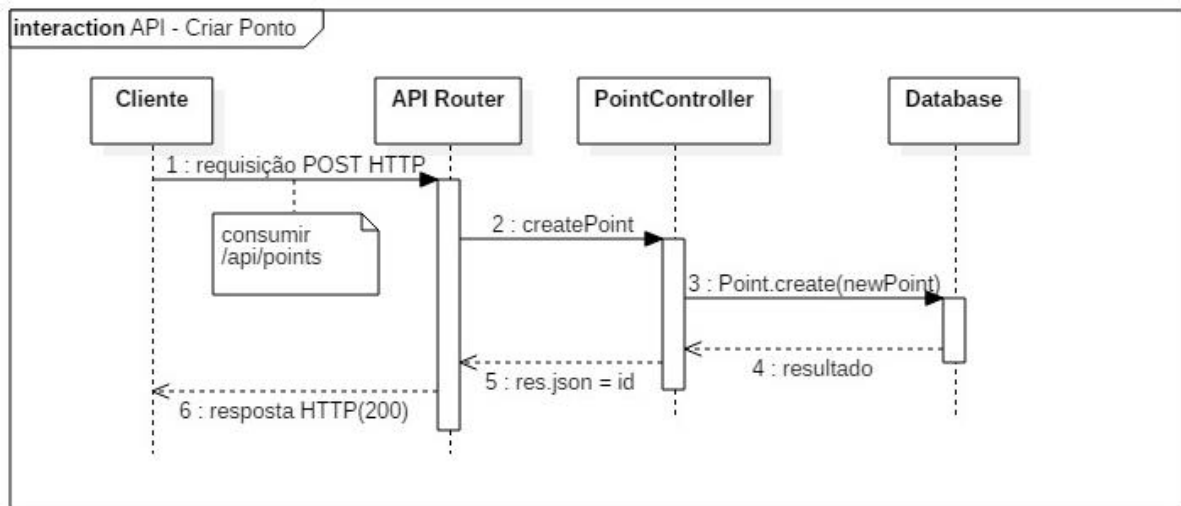 interaction API - Criar Ponto
Cliente
API Router
PointController
Database
1 : requisição POST HTTP
consumir
/api/points
2 : createPoint
3 : Point.create(newPoint)
4 : resultado
5 : res.json = id
6 : resposta HTTP(200)